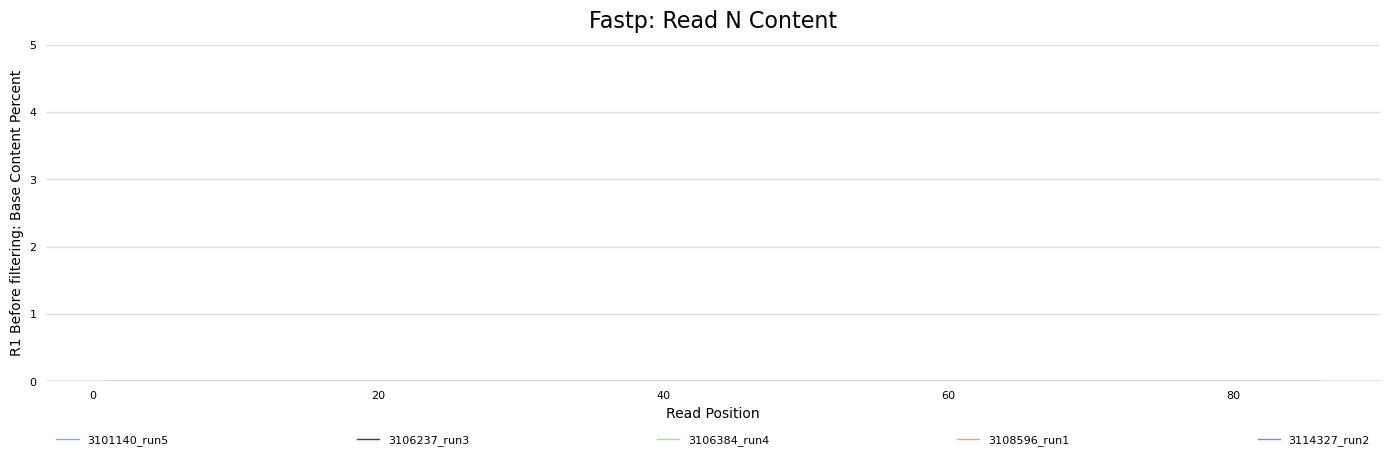 Fastp: Read N Content
R1 Before filtering: Base Content Percent
5
4
3
2
1
0
0 20 40 60 80
Read Position
3101140_run5 3106237_run3 3106384_run4 3108596_run1 3114327_run2